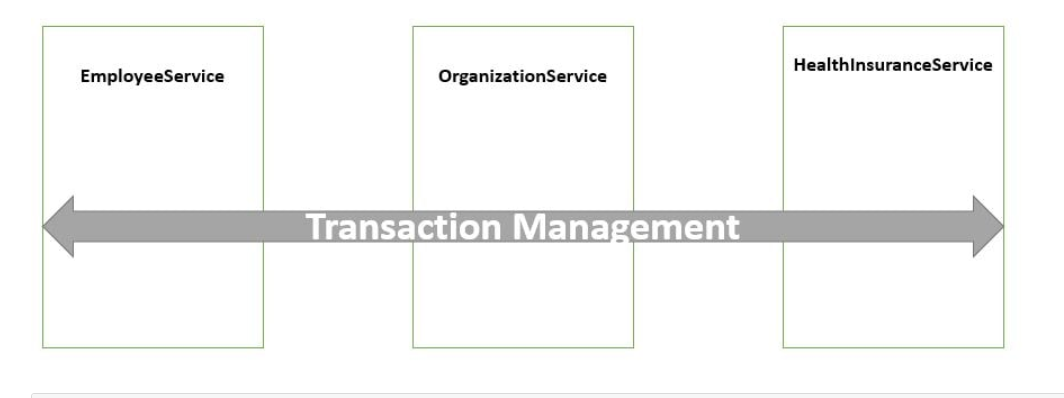 EmployeeService
OrganizationService
HealthInsuranceService
Transaction Management